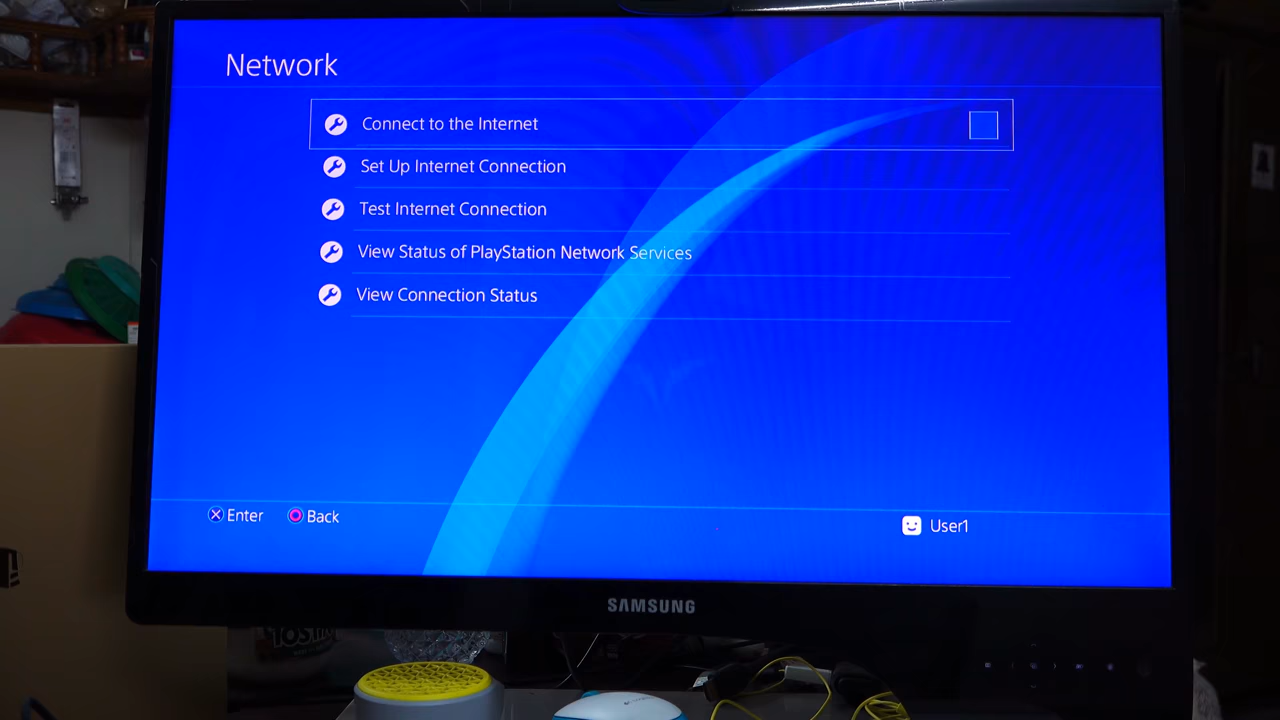 Network
Connect to the Internet
Set Up Internet Connection
Test Internet Connection
View Status of PlayStation Network Services
View Connection Status
Enter
Back
User1
SAMSUNG